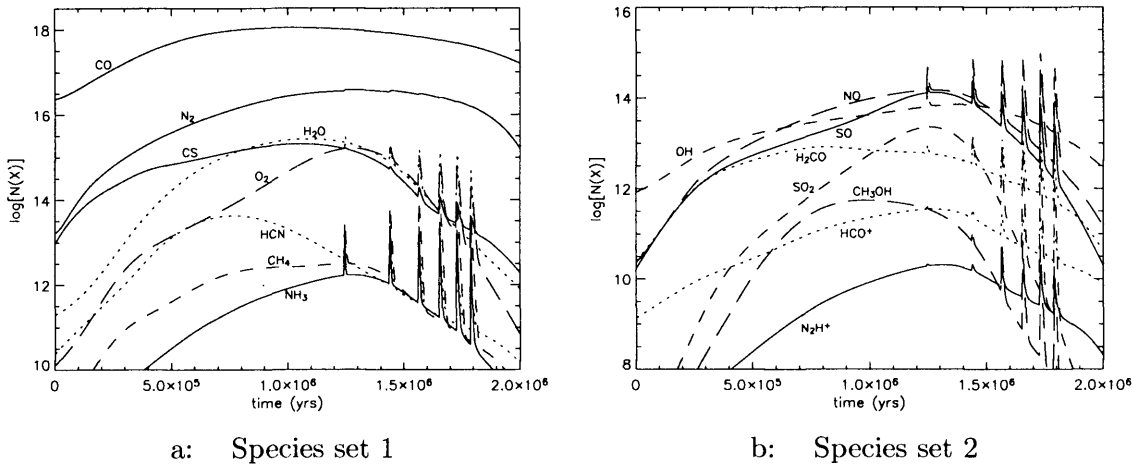 log[N(X)]
18
16
14
12
10
CO
N₂
H₂O
CS
O₂
HCN
CH₄
NH₃
0
5.0×10⁵
1.0×10⁶
1.5×10⁶
2.0×10⁶
time (yrs)
a: Species set 1
log[N(X)]
16
14
12
10
8
NO
OH
SO
H₂CO
SO₂
CH₃OH
HCO⁺
N₂H⁺
0
5.0×10⁵
1.0×10⁶
1.5×10⁶
2.0×10⁶
time (yrs)
b: Species set 2